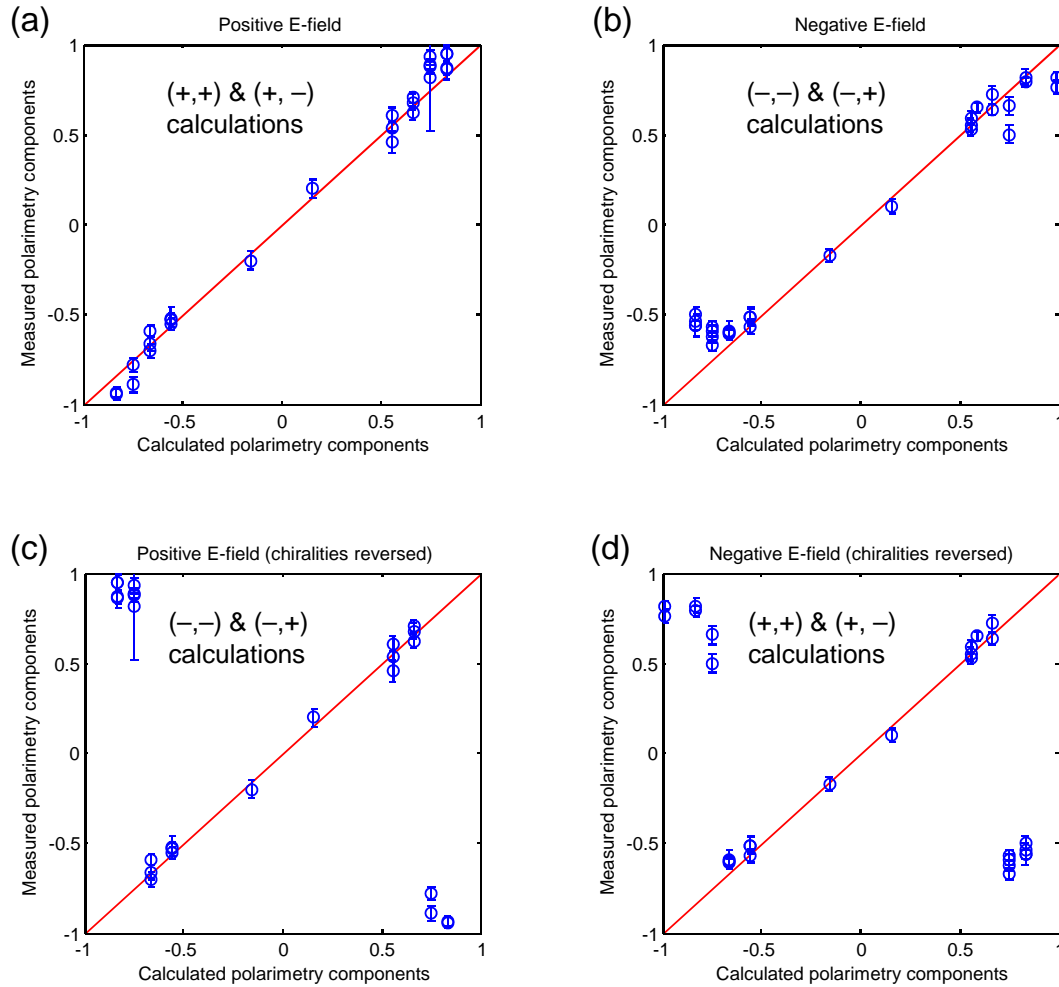 (a)
Positive E-field
(+,+) & (+, –)
calculations
Measured polarimetry components
1
0.5
0
-0.5
-1
-1 -0.5 0 0.5 1
Calculated polarimetry components
(b)
Negative E-field
(–,–) & (–,+)
calculations
Measured polarimetry components
1
0.5
0
-0.5
-1
-1 -0.5 0 0.5 1
Calculated polarimetry components
(c)
Positive E-field (chiralities reversed)
(–,–) & (–,+)
calculations
Measured polarimetry components
1
0.5
0
-0.5
-1
-1 -0.5 0 0.5 1
Calculated polarimetry components
(d)
Negative E-field (chiralities reversed)
(+,+) & (+, –)
calculations
Measured polarimetry components
1
0.5
0
-0.5
-1
-1 -0.5 0 0.5 1
Calculated polarimetry components